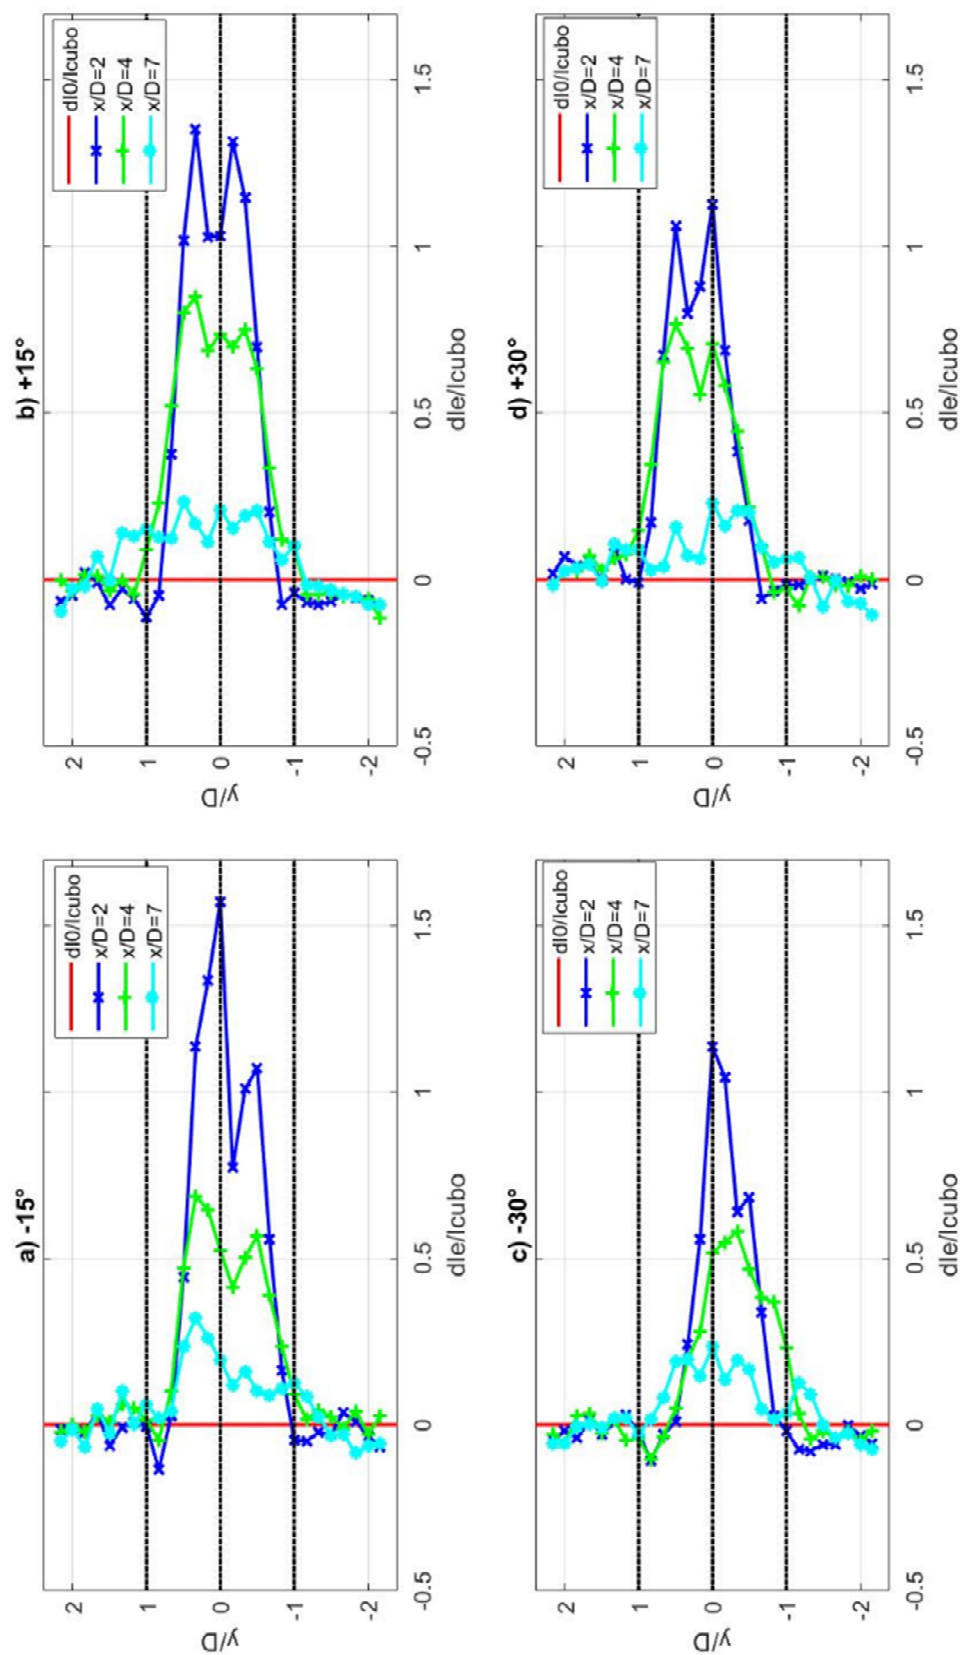 a) -15°
2
1
0
-1
-2
y/D
-0.5 0 0.5 1 1.5
dIe/Icubo
dI0/Icubo
x/D=2
x/D=4
x/D=7
b) +15°
2
1
0
-1
-2
y/D
-0.5 0 0.5 1 1.5
dIe/Icubo
dI0/Icubo
x/D=2
x/D=4
x/D=7
c) -30°
2
1
0
-1
-2
y/D
-0.5 0 0.5 1 1.5
dIe/Icubo
dI0/Icubo
x/D=2
x/D=4
x/D=7
d) +30°
2
1
0
-1
-2
y/D
-0.5 0 0.5 1 1.5
dIe/Icubo
dI0/Icubo
x/D=2
x/D=4
x/D=7